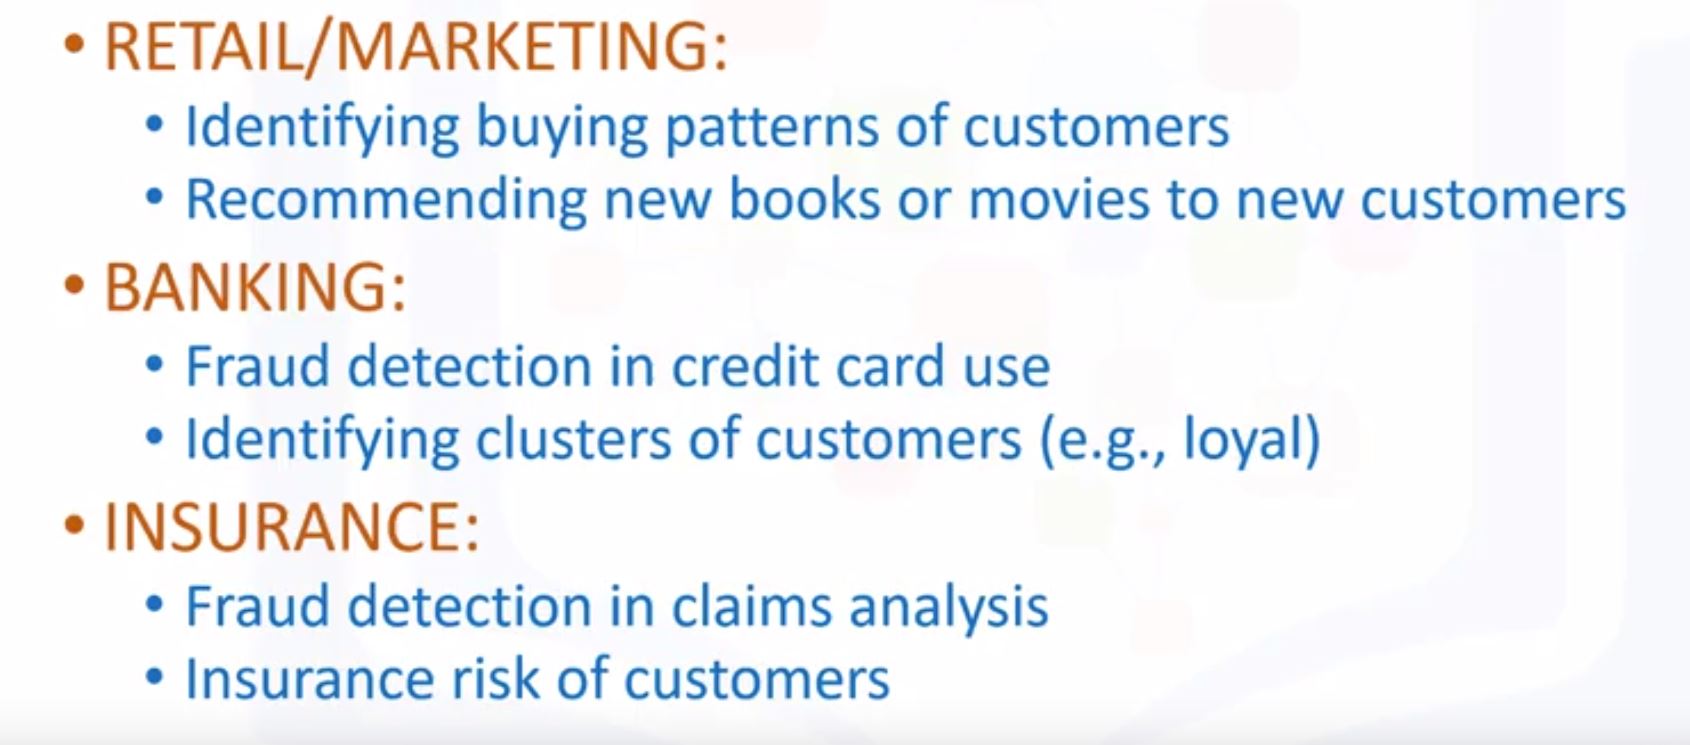 • RETAIL/MARKETING:
• Identifying buying patterns of customers
• Recommending new books or movies to new customers
• BANKING:
• Fraud detection in credit card use
• Identifying clusters of customers (e.g., loyal)
• INSURANCE:
• Fraud detection in claims analysis
• Insurance risk of customers